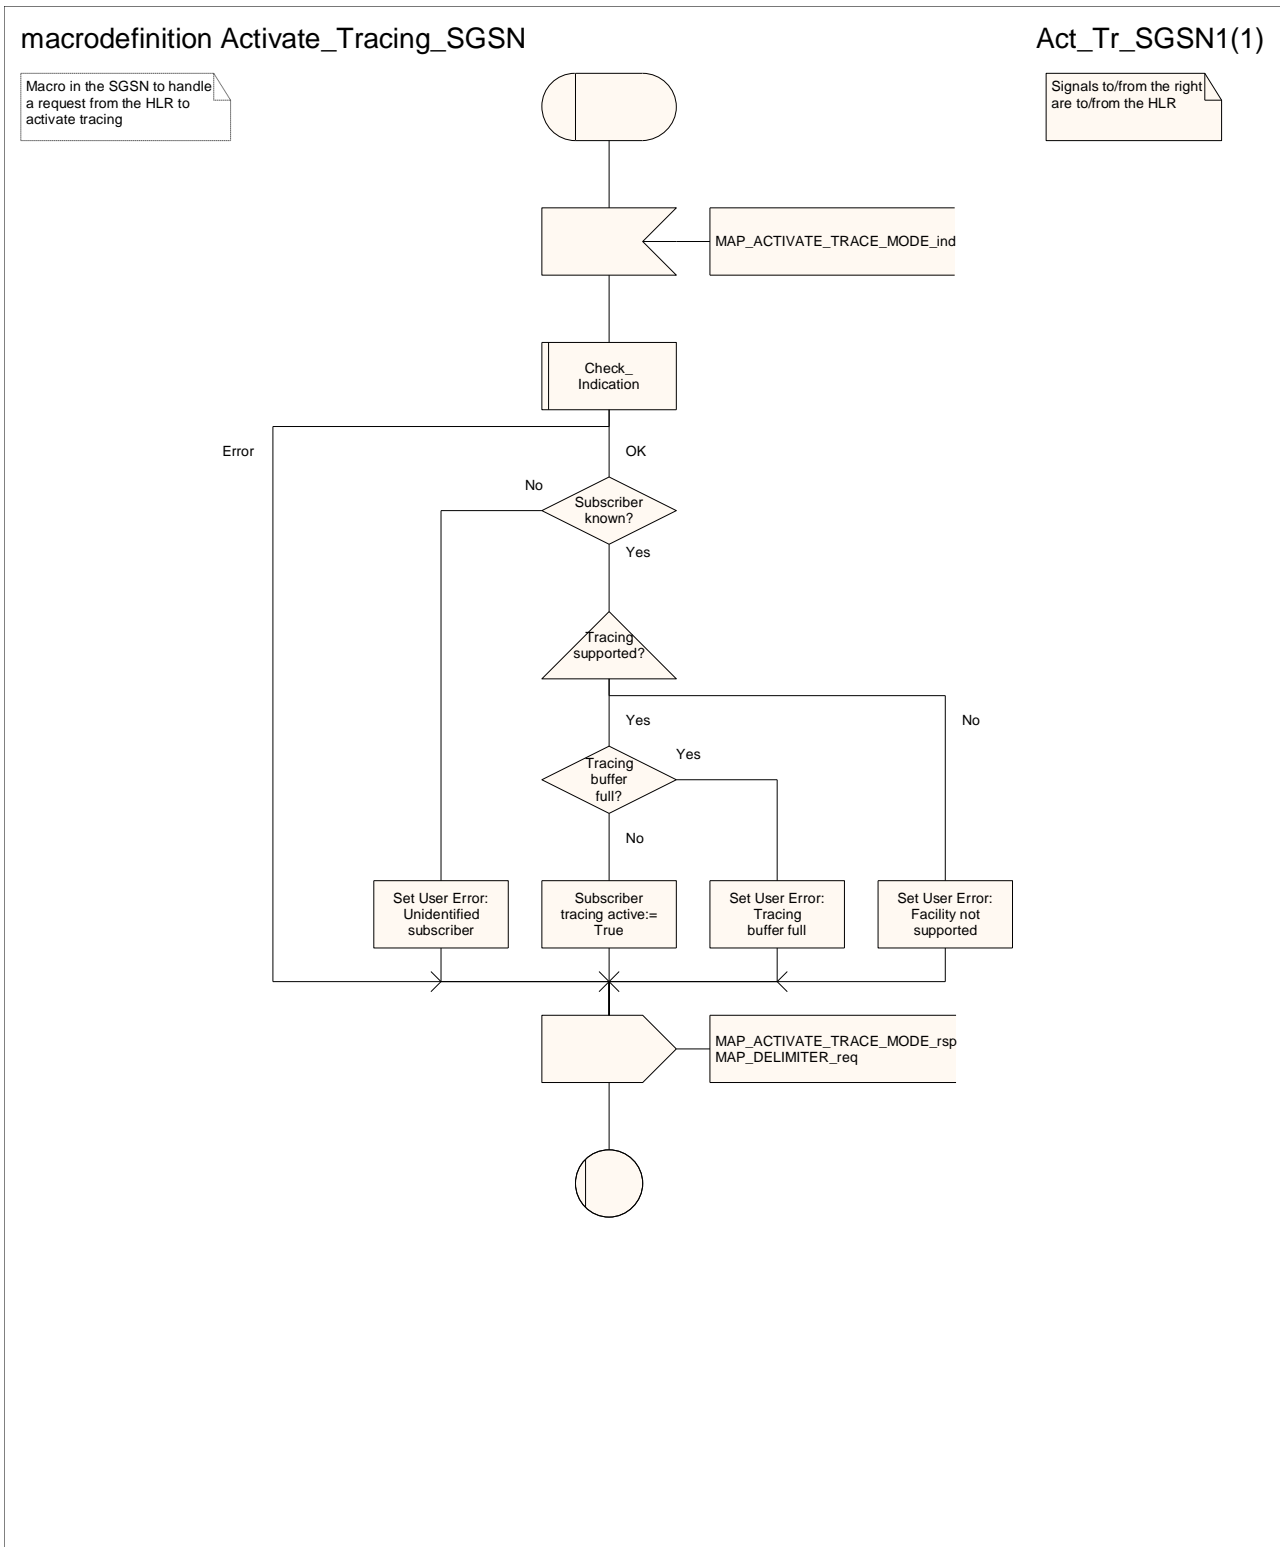 macrodefinition Activate_Tracing_SGSN
Act_Tr_SGSN1(1)
Macro in the SGSN to handle
a request from the HLR to
activate tracing
Signals to/from the right
are to/from the HLR
MAP_ACTIVATE_TRACE_MODE_ind
Check_
Indication
Error
OK
No
Subscriber
known?
Yes
Tracing
supported?
Yes
No
Yes
Tracing
buffer
full?
No
Set User Error:
Unidentified
subscriber
Subscriber
tracing active:=
True
Set User Error:
Tracing
buffer full
Set User Error:
Facility not
supported
MAP_ACTIVATE_TRACE_MODE_rsp
MAP_DELIMITER_req